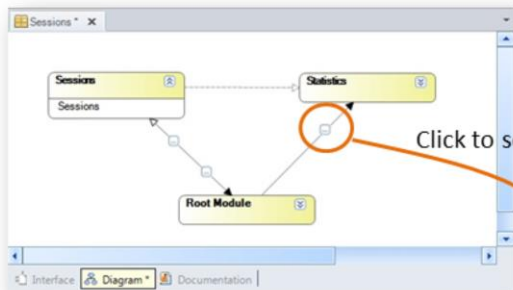 Sessions *
Sessions
Statistics
Sessions
Click to s
Root Module
Interface
Diagram *
Documentation